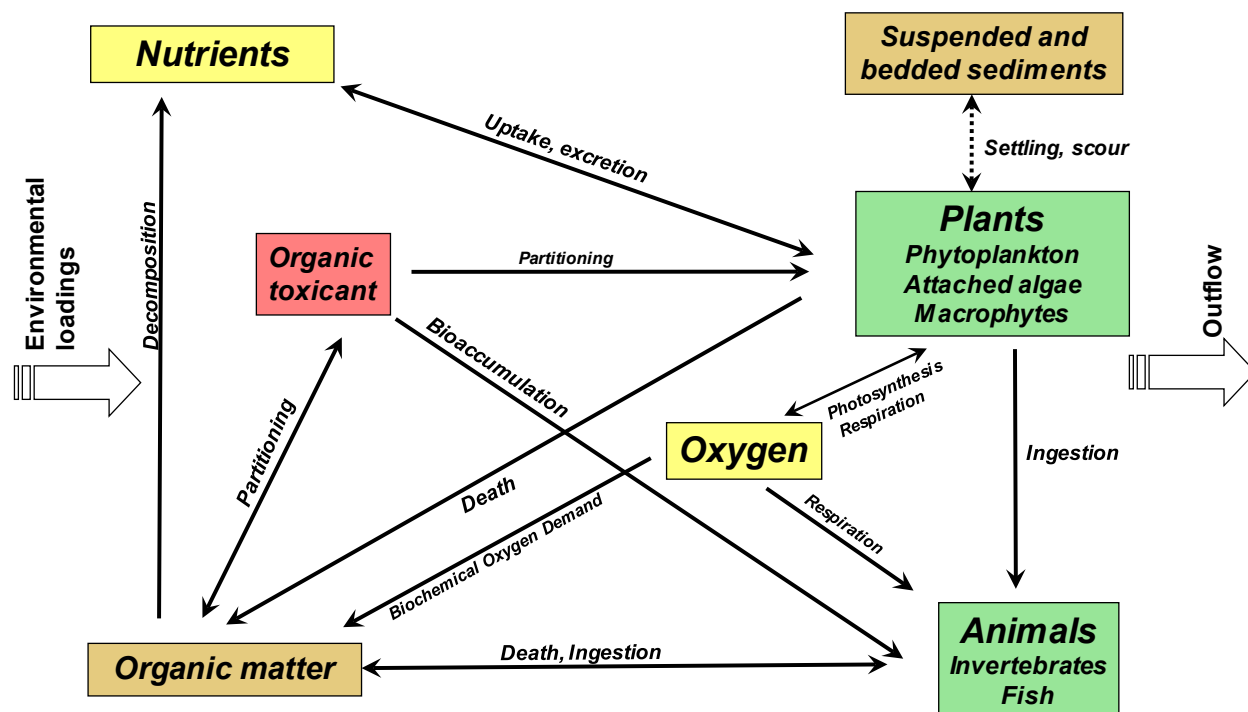 Nutrients
Suspended and
bedded sediments
Uptake, excretion
Settling, scour
Environmental
loadings
Decomposition
Organic
toxicant
Partitioning
Plants
Phytoplankton
Attached algae
Macrophytes
Outflow
Bioaccumulation
Partitioning
Photosynthesis
Respiration
Oxygen
Ingestion
Death
Biochemical Oxygen Demand
Respiration
Organic matter
Death, Ingestion
Animals
Invertebrates
Fish